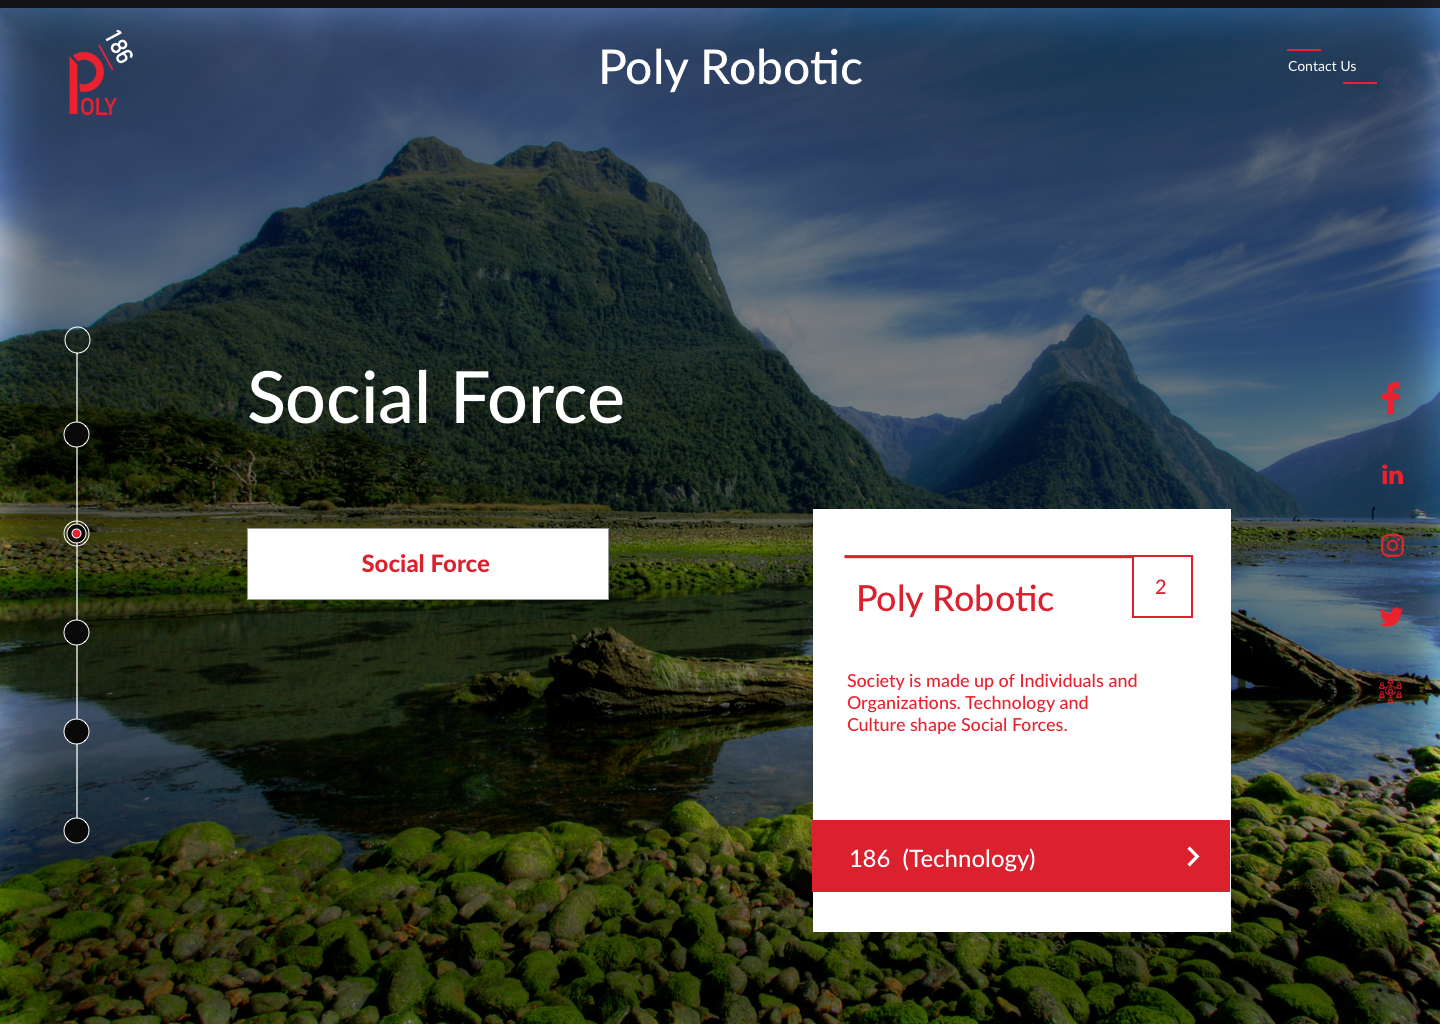 186
POLY
Poly Robotic
Contact Us
Social Force
Social Force
2
Poly Robotic
Society is made up of Individuals and
Organizations. Technology and
Culture shape Social Forces.
186 (Technology)